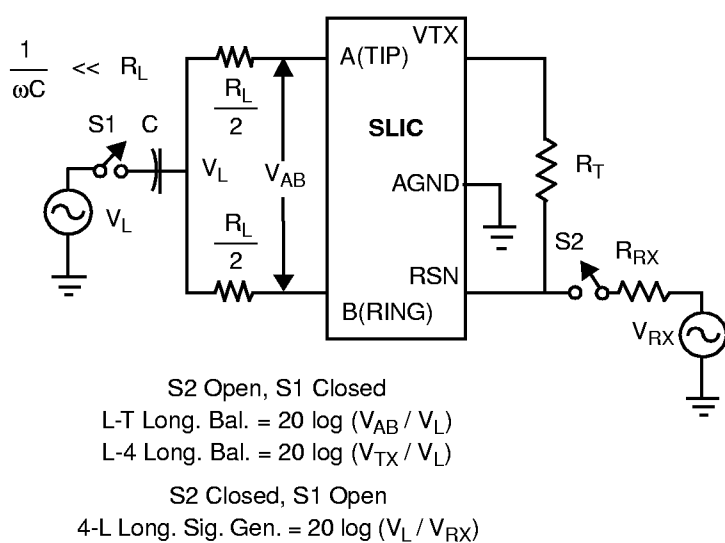 1/ωC << R_L
S1 C
V_L
R_L/2
V_L
R_L/2
V_AB
A(TIP)
VTX
SLIC
AGND
RSN
B(RING)
R_T
S2
R_RX
V_RX
S2 Open, S1 Closed
L-T Long. Bal. = 20 log (V_AB / V_L)
L-4 Long. Bal. = 20 log (V_TX / V_L)
S2 Closed, S1 Open
4-L Long. Sig. Gen. = 20 log (V_L / V_RX)